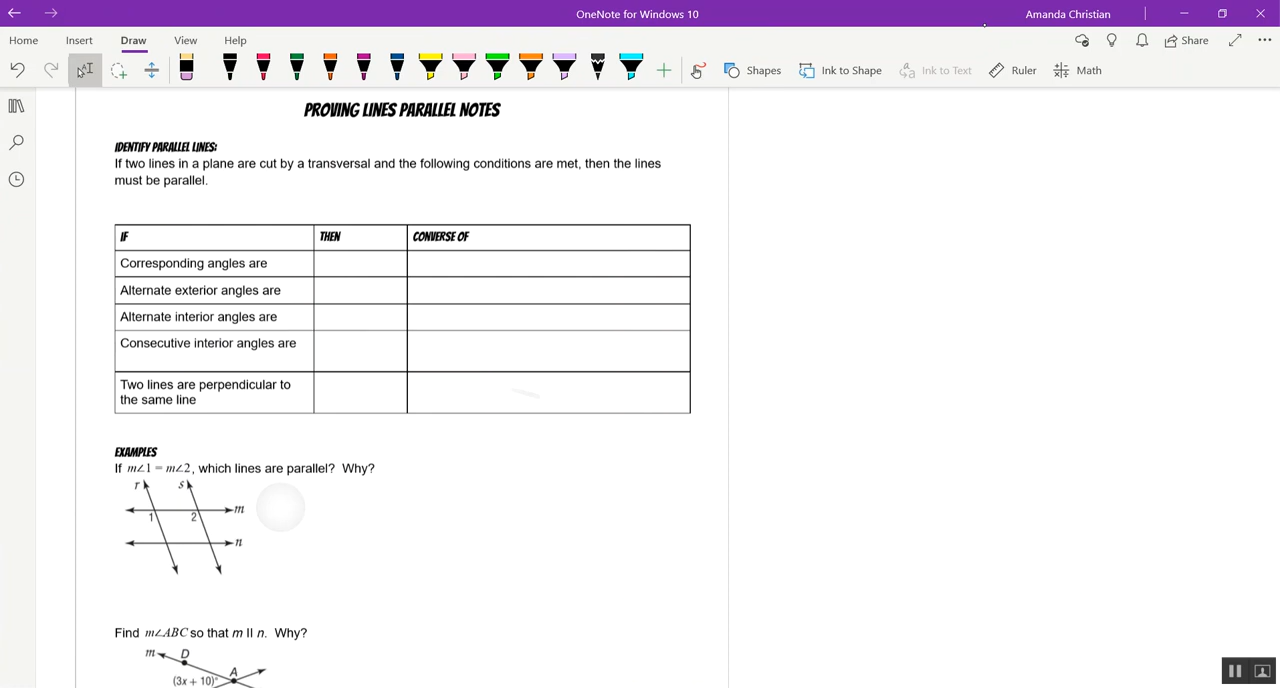 OneNote for Windows 10
Amanda Christian
Home Insert Draw View Help
Share
Shapes Ink to Shape Ink to Text Ruler Math
PROVING LINES PARALLEL NOTES
IDENTIFY PARALLEL LINES:
If two lines in a plane are cut by a transversal and the following conditions are met, then the lines
must be parallel.
IF THEN CONVERSE OF
Corresponding angles are
Alternate exterior angles are
Alternate interior angles are
Consecutive interior angles are
Two lines are perpendicular to
the same line
EXAMPLES
If m∠1 = m∠2, which lines are parallel? Why?
r s
m
1 2
n
Find m∠ABC so that m ll n. Why?
m D
A
(3x + 10)°